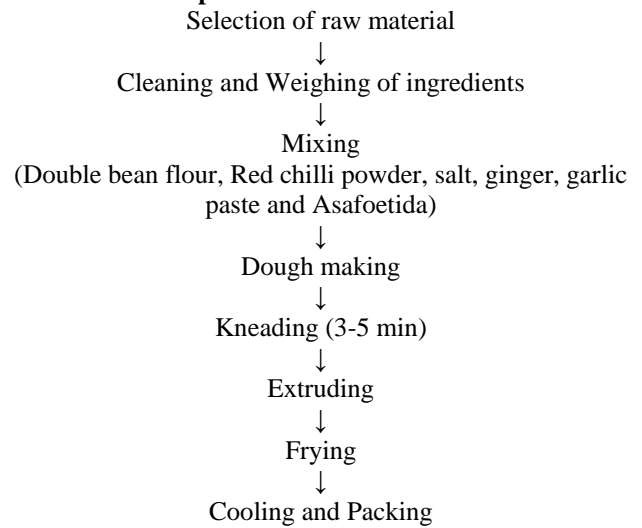 Selection of raw material
↓
Cleaning and Weighing of ingredients
↓
Mixing
(Double bean flour, Red chilli powder, salt, ginger, garlic
paste and Asafoetida)
↓
Dough making
↓
Kneading (3-5 min)
↓
Extruding
↓
Frying
↓
Cooling and Packing